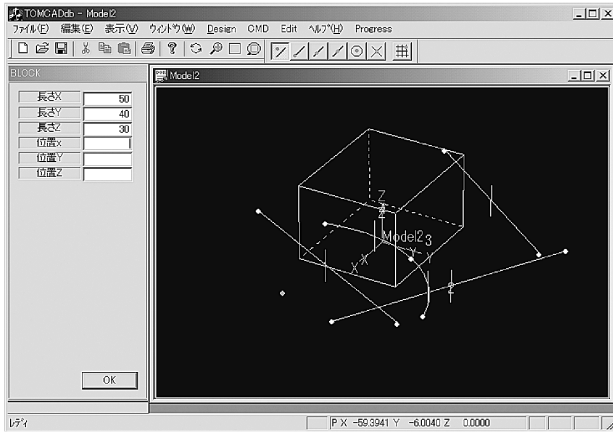 TOMCADdb - Model2
ファイル(F) 編集(E) 表示(V) ウィンドウ(W) Design CMD Edit ヘルプ(H) Progress
BLOCK
長さX 50
長さY 40
長さZ 30
位置x
位置Y
位置Z
OK
Model2
Z
Z
Model2 3
X X
Y Y
Z
レディ
P X -59.3941 Y -6.0040 Z 0.0000